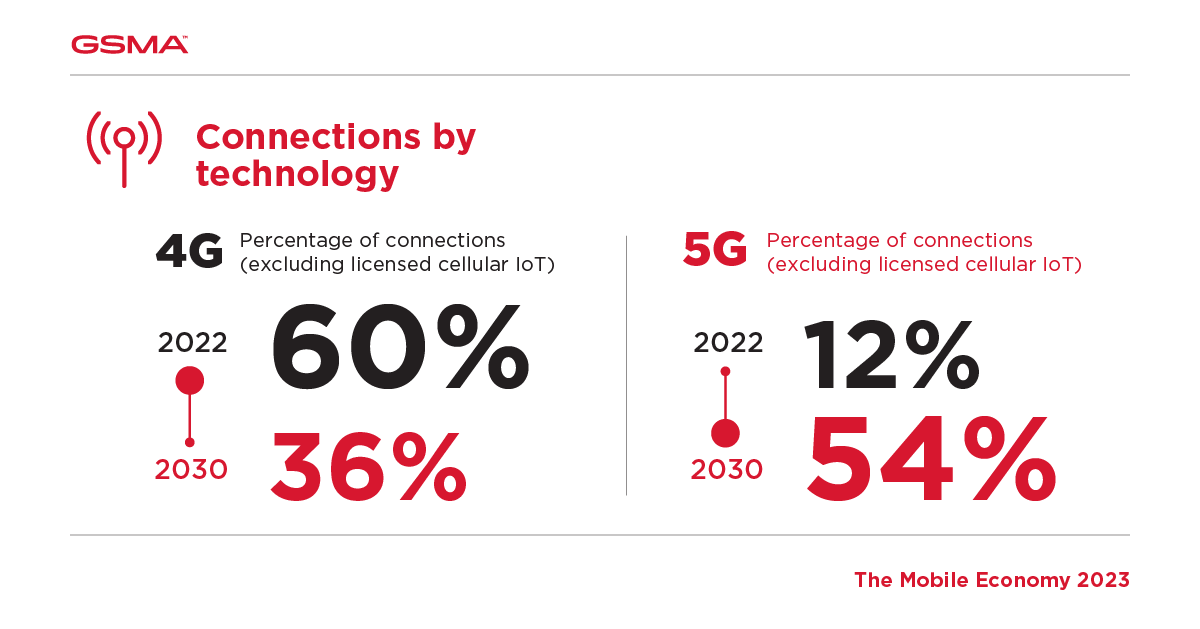 GSMA™
Connections by
technology
4G
Percentage of connections
(excluding licensed cellular IoT)
2022
60%
2030
36%
5G
Percentage of connections
(excluding licensed cellular IoT)
2022
12%
2030
54%
The Mobile Economy 2023